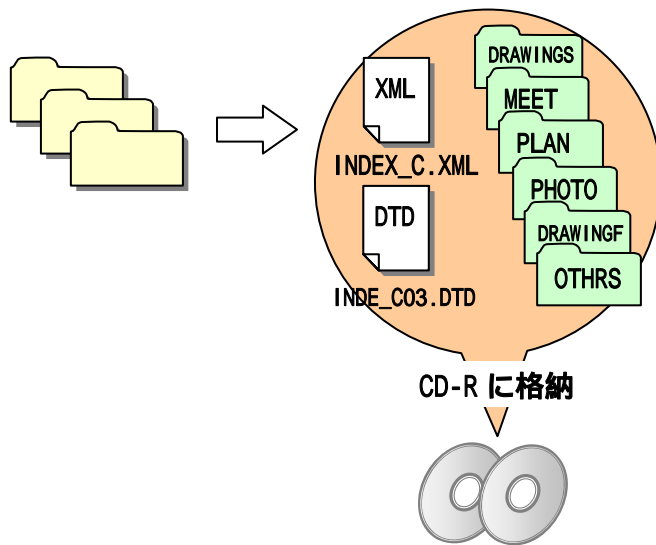 XML
INDEX_C.XML
DTD
INDE_C03.DTD
DRAWINGS
MEET
PLAN
PHOTO
DRAWINGF
OTHRS
CD-R に格納